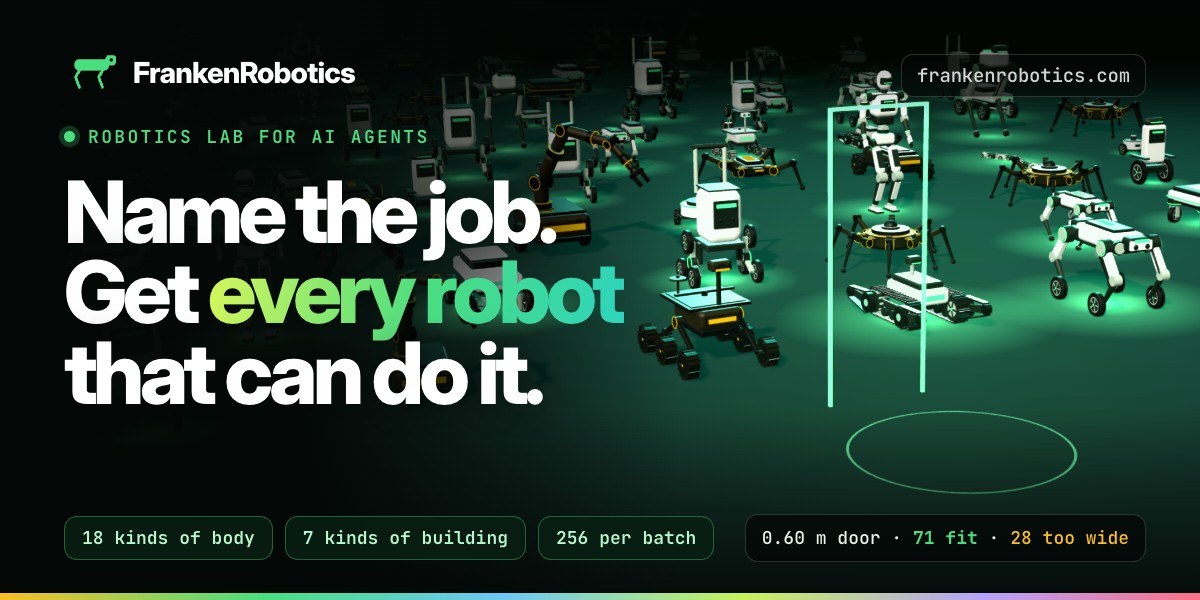 FrankenRobotics
frankenrobotics.com
ROBOTICS LAB FOR AI AGENTS
Name the job.
Get every robot
that can do it.
18 kinds of body
7 kinds of building
256 per batch
0.60 m door · 71 fit · 28 too wide